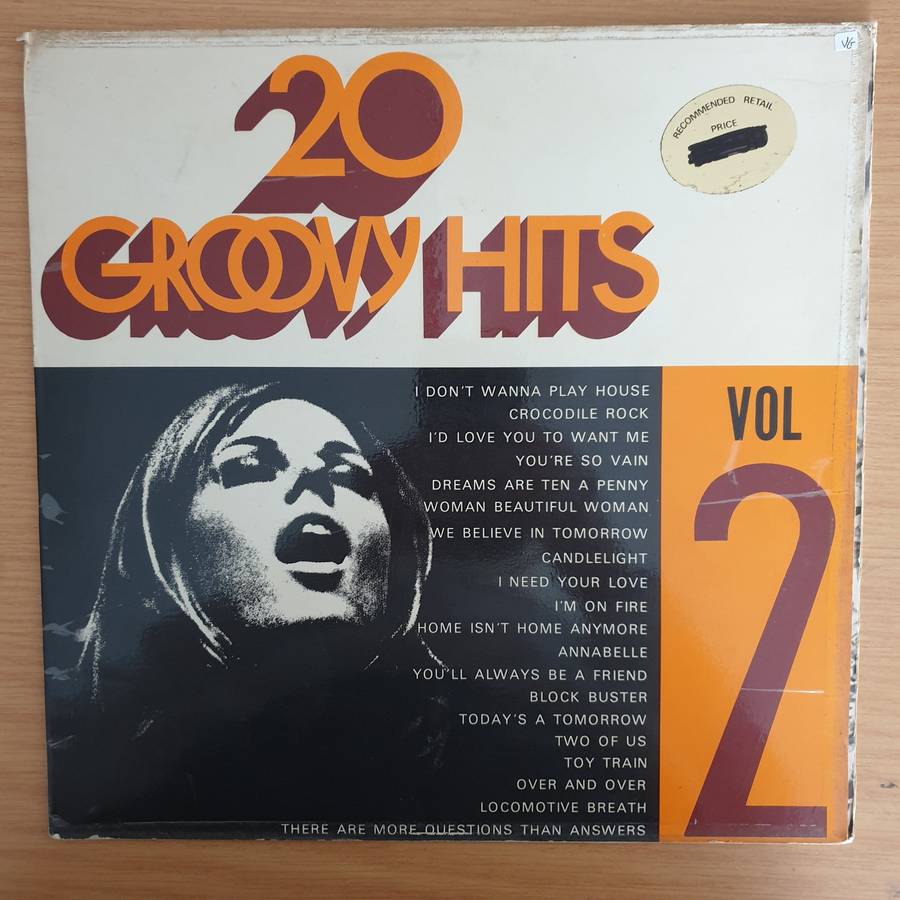 VG
20
GROOVY HITS
RECOMMENDED RETAIL
PRICE
I DON'T WANNA PLAY HOUSE
CROCODILE ROCK
I'D LOVE YOU TO WANT ME
YOU'RE SO VAIN
DREAMS ARE TEN A PENNY
WOMAN BEAUTIFUL WOMAN
WE BELIEVE IN TOMORROW
CANDLELIGHT
I NEED YOUR LOVE
I'M ON FIRE
HOME ISN'T HOME ANYMORE
ANNABELLE
YOU'LL ALWAYS BE A FRIEND
BLOCK BUSTER
TODAY'S A TOMORROW
TWO OF US
TOY TRAIN
OVER AND OVER
LOCOMOTIVE BREATH
THERE ARE MORE QUESTIONS THAN ANSWERS
VOL
2